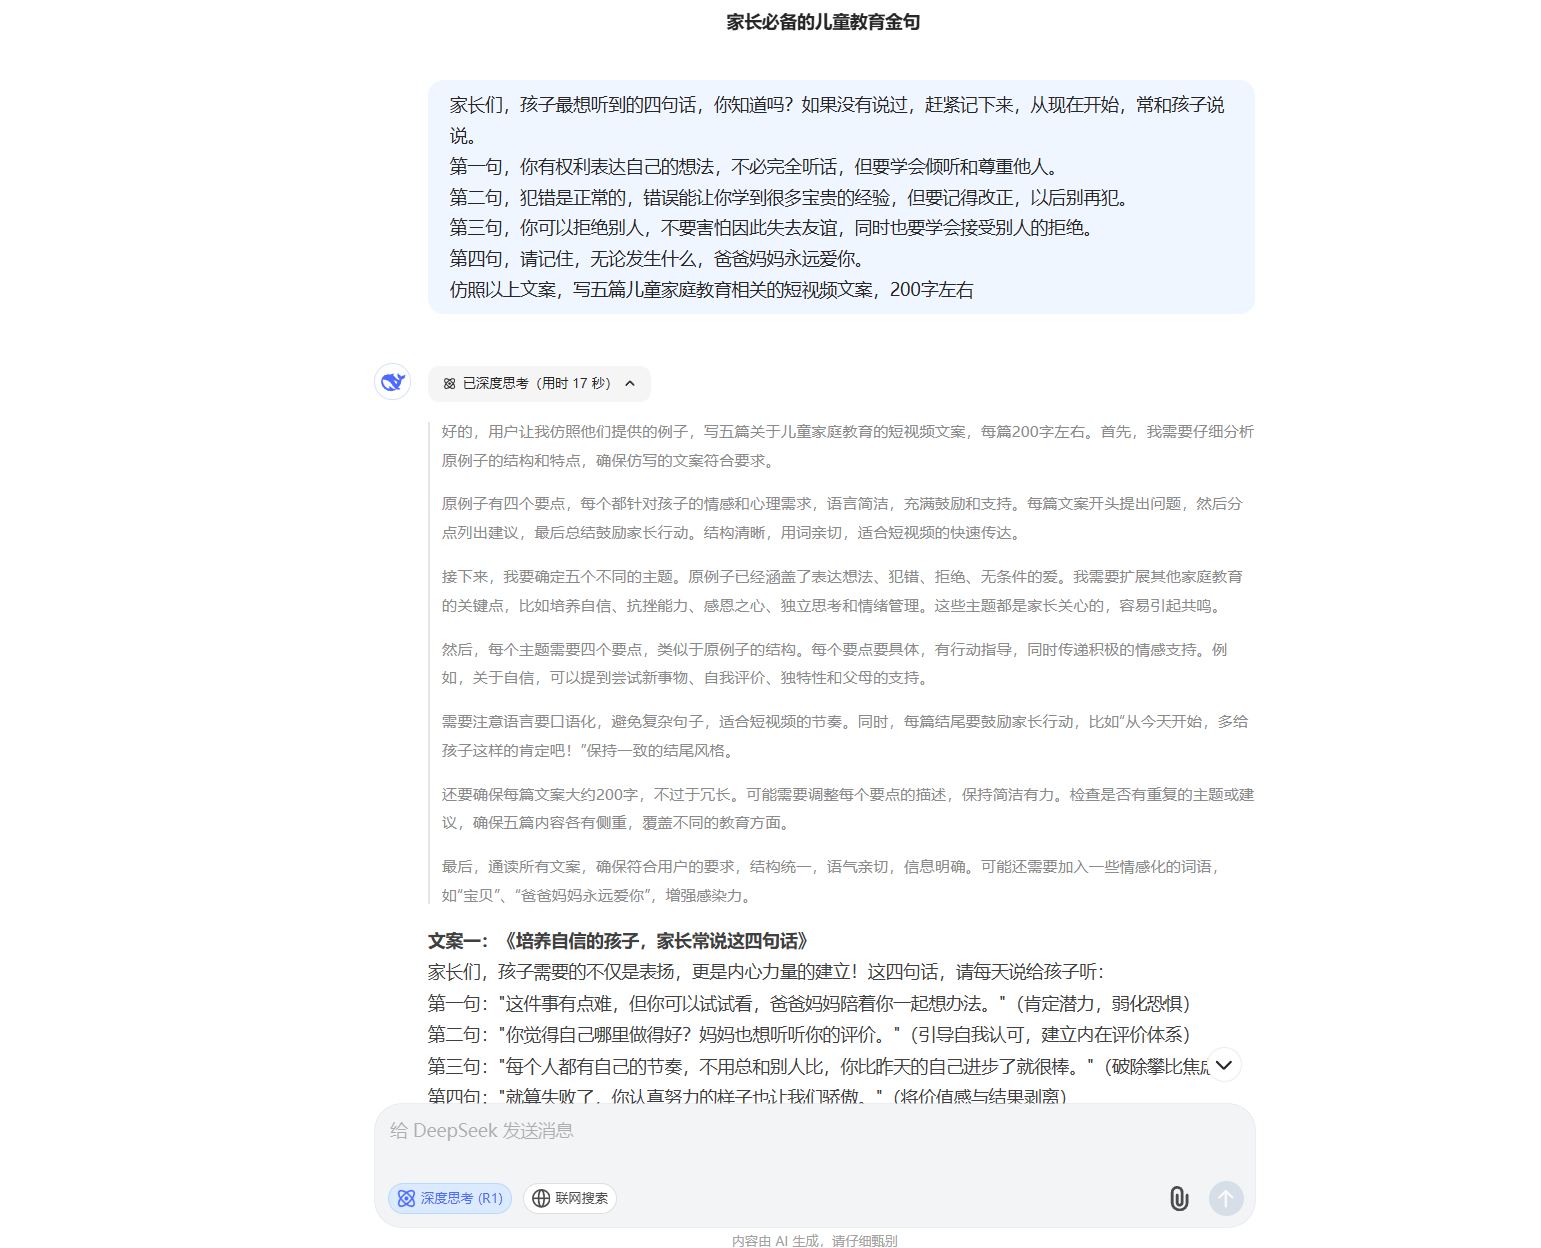 家长必备的儿童教育金句
家长们，孩子最想听到的四句话，你知道吗？如果没有说过，赶紧记下来，从现在开始，常和孩子说
说。
第一句，你有权利表达自己的想法，不必完全听话，但要学会倾听和尊重他人。
第二句，犯错是正常的，错误能让你学到很多宝贵的经验，但要记得改正，以后别再犯。
第三句，你可以拒绝别人，不要害怕因此失去友谊，同时也要学会接受别人的拒绝。
第四句，请记住，无论发生什么，爸爸妈妈永远爱你。
仿照以上文案，写五篇儿童家庭教育相关的短视频文案，200字左右
已深度思考（用时 17 秒）
好的，用户让我仿照他们提供的例子，写五篇关于儿童家庭教育的短视频文案，每篇200字左右。首先，我需要仔细分析
原例子的结构和特点，确保仿写的文案符合要求。
原例子有四个要点，每个都针对孩子的情感和心理需求，语言简洁，充满鼓励和支持。每篇文案开头提出问题，然后分
点列出建议，最后总结鼓励家长行动。结构清晰，用词亲切，适合短视频的快速传达。
接下来，我要确定五个不同的主题。原例子已经涵盖了表达想法、犯错、拒绝、无条件的爱。我需要扩展其他家庭教育
的关键点，比如培养自信、抗挫能力、感恩之心、独立思考和情绪管理。这些主题都是家长关心的，容易引起共鸣。
然后，每个主题需要四个要点，类似于原例子的结构。每个要点要具体，有行动指导，同时传递积极的情感支持。例
如，关于自信，可以提到尝试新事物、自我评价、独特性和父母的支持。
需要注意语言要口语化，避免复杂句子，适合短视频的节奏。同时，每篇结尾要鼓励家长行动，比如“从今天开始，多给
孩子这样的肯定吧！”保持一致的结尾风格。
还要确保每篇文案大约200字，不过于冗长。可能需要调整每个要点的描述，保持简洁有力。检查是否有重复的主题或建
议，确保五篇内容各有侧重，覆盖不同的教育方面。
最后，通读所有文案，确保符合用户的要求，结构统一，语气亲切，信息明确。可能还需要加入一些情感化的词语，
如“宝贝”、“爸爸妈妈永远爱你”，增强感染力。
文案一：《培养自信的孩子，家长常说这四句话》
家长们，孩子需要的不仅是表扬，更是内心力量的建立！这四句话，请每天说给孩子听：
第一句："这件事有点难，但你可以试试看，爸爸妈妈陪着你一起想办法。"（肯定潜力，弱化恐惧）
第二句："你觉得自己哪里做得好？妈妈也想听听你的评价。"（引导自我认可，建立内在评价体系）
第三句："每个人都有自己的节奏，不用总和别人比，你比昨天的自己进步了就很棒。"（破除攀比焦虑
第四句："就算失败了，你认真努力的样子也让我们骄傲。"（将价值感与结果剥离）
给 DeepSeek 发送消息
深度思考 (R1)
联网搜索
内容由 AI 生成，请仔细甄别